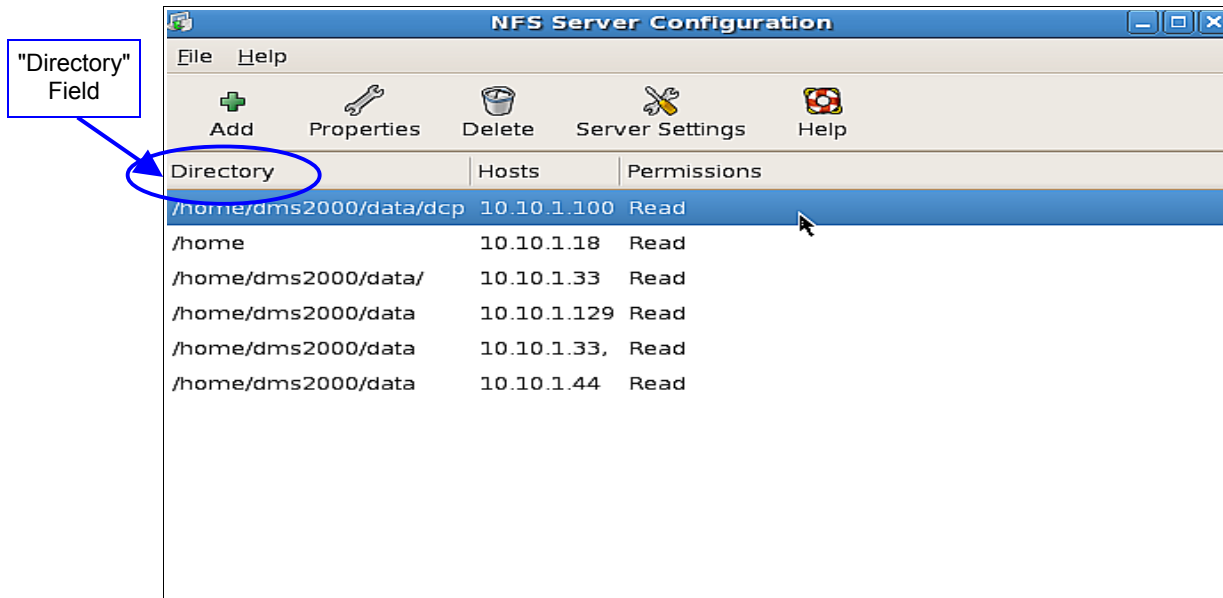 NFS Server Configuration
"Directory"
Field
File Help
Add Properties Delete Server Settings Help
Directory Hosts Permissions
/home/dms2000/data/dcp 10.10.1.100 Read
/home 10.10.1.18 Read
/home/dms2000/data/ 10.10.1.33 Read
/home/dms2000/data 10.10.1.129 Read
/home/dms2000/data 10.10.1.33, Read
/home/dms2000/data 10.10.1.44 Read